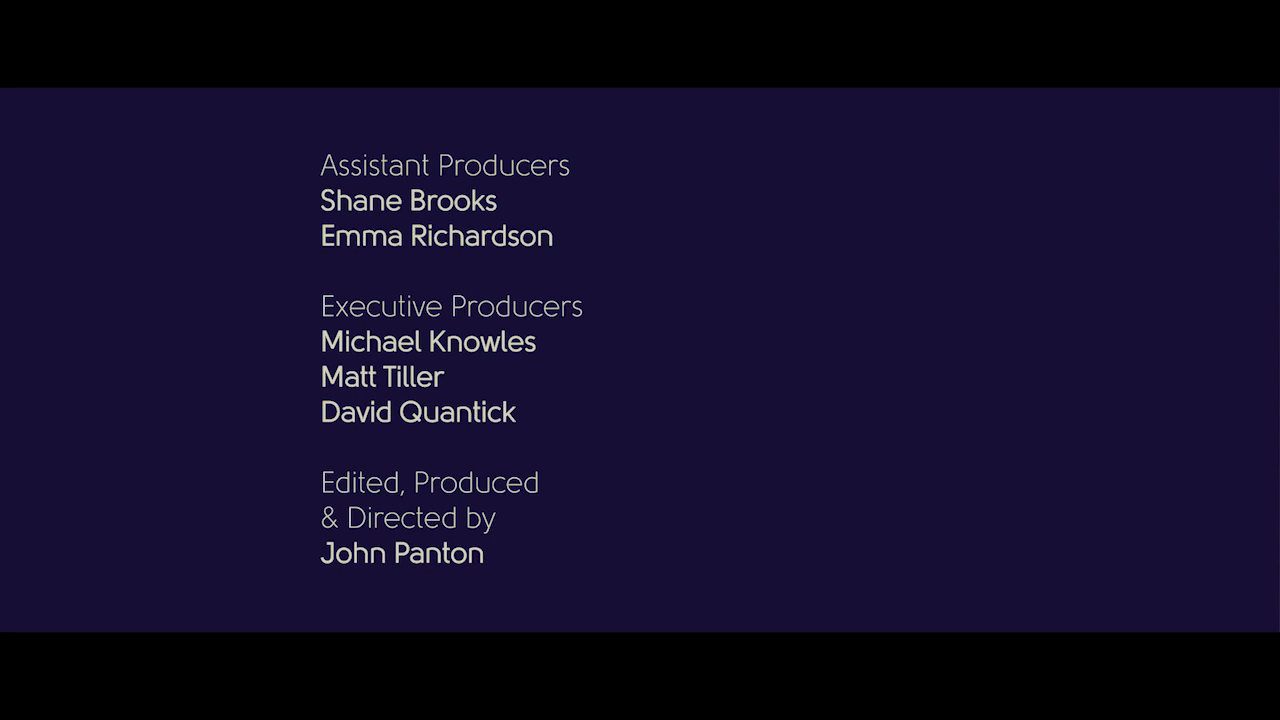 Assistant Producers
Shane Brooks
Emma Richardson
Executive Producers
Michael Knowles
Matt Tiller
David Quantick
Edited, Produced
& Directed by
John Panton